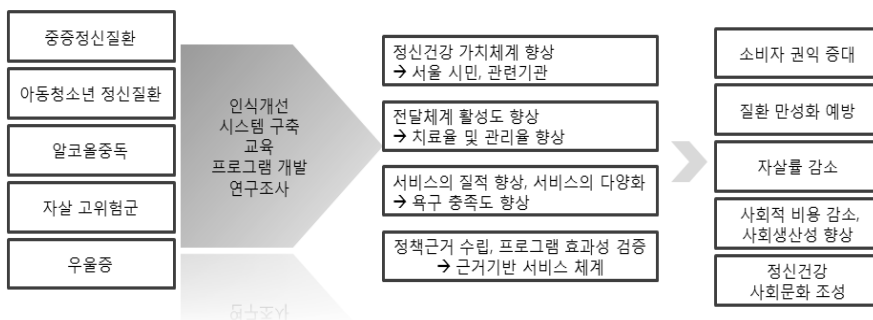 중증정신질환
아동청소년 정신질환
알코올중독
자살 고위험군
우울증
인식개선
시스템 구축
교육
프로그램 개발
연구조사
정신건강 가치체계 향상
→ 서울 시민, 관련기관
전달체계 활성도 향상
→ 치료율 및 관리율 향상
서비스의 질적 향상, 서비스의 다양화
→ 욕구 충족도 향상
정책근거 수립, 프로그램 효과성 검증
→ 근거기반 서비스 체계
소비자 권익 증대
질환 만성화 예방
자살률 감소
사회적 비용 감소,
사회생산성 향상
정신건강
사회문화 조성